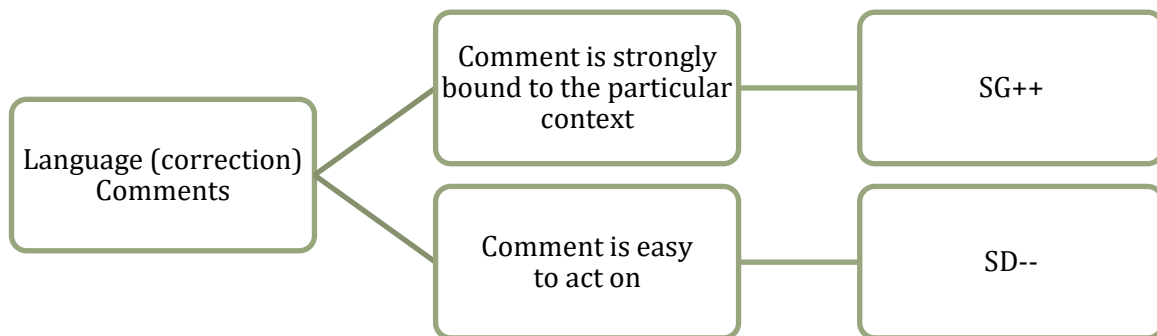 Language (correction)
Comments
Comment is strongly
bound to the particular
context
SG++
Comment is easy
to act on
SD--